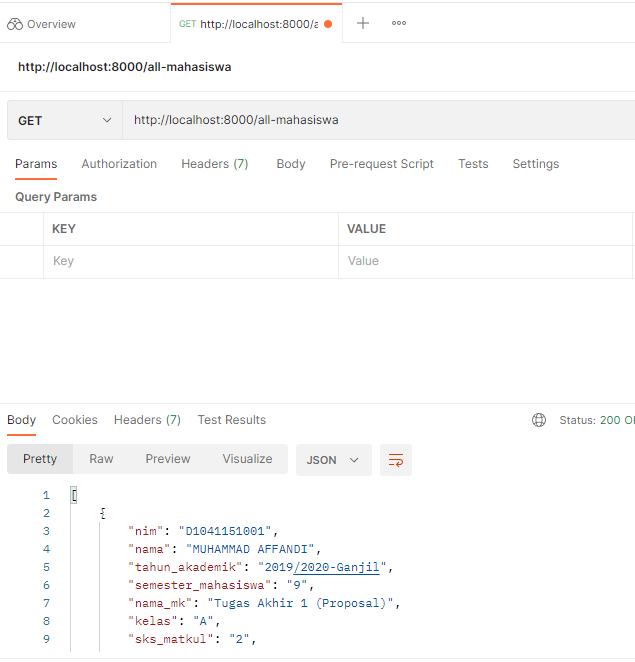 Overview
GET http://localhost:8000/a
http://localhost:8000/all-mahasiswa
GET http://localhost:8000/all-mahasiswa
Params Authorization Headers (7) Body Pre-request Script Tests Settings
Query Params
KEY VALUE
Key Value
Body Cookies Headers (7) Test Results Status: 200 O
Pretty Raw Preview Visualize JSON
1 [
2 {
3 "nim": "D1041151001",
4 "nama": "MUHAMMAD AFFANDI",
5 "tahun_akademik": "2019/2020-Ganjil",
6 "semester_mahasiswa": "9",
7 "nama_mk": "Tugas Akhir 1 (Proposal)",
8 "kelas": "A",
9 "sks_matkul": "2",